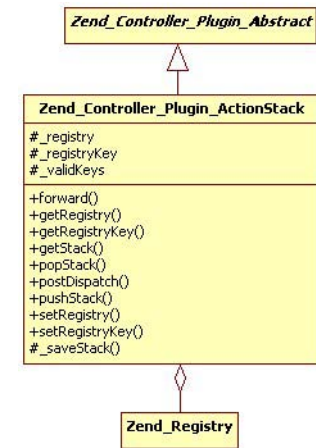 Zend_Controller_Plugin_Abstract
Zend_Controller_Plugin_ActionStack
#_registry
#_registryKey
#_validKeys
+forward()
+getRegistry()
+getRegistryKey()
+getStack()
+popStack()
+postDispatch()
+pushStack()
+setRegistry()
+setRegistryKey()
#_saveStack()
Zend_Registry